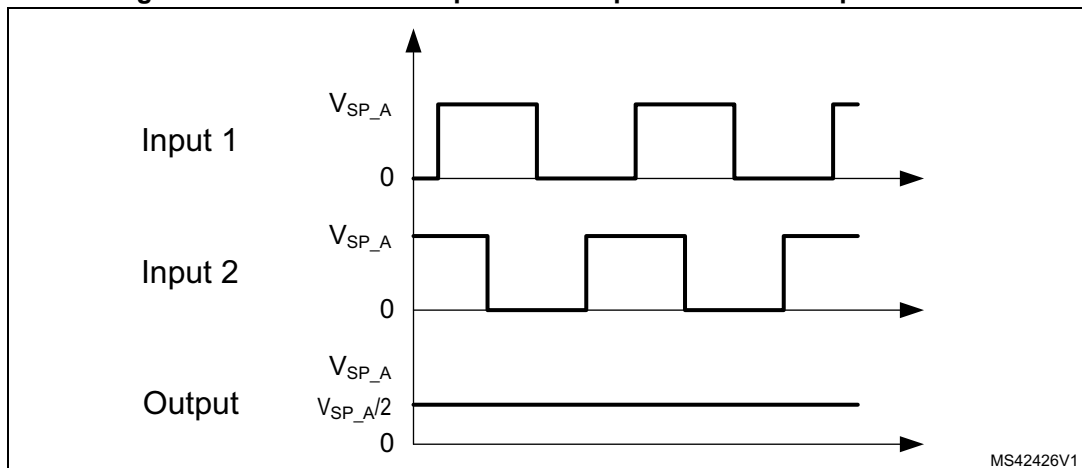 V_SP_A
Input 1
0
V_SP_A
Input 2
0
V_SP_A
Output
V_SP_A/2
0
MS42426V1